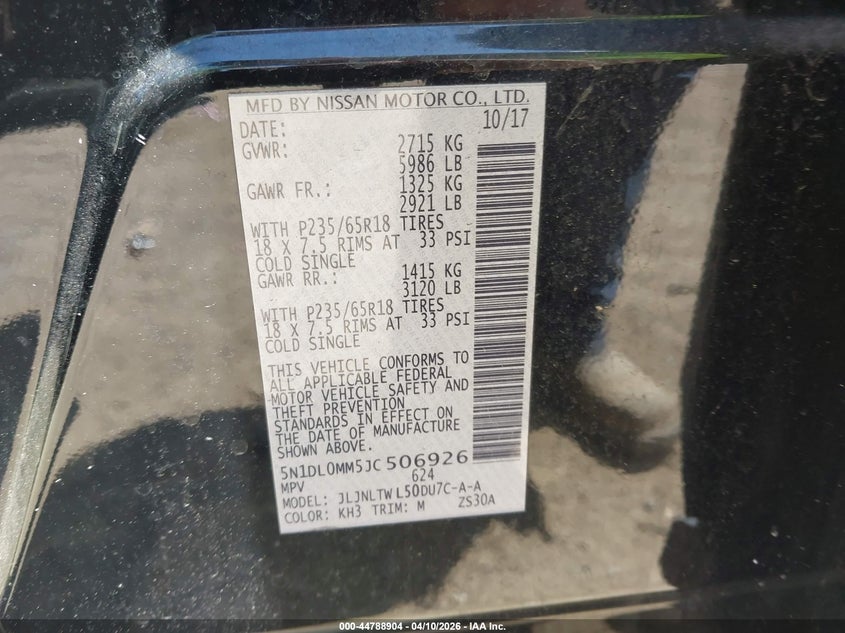 MFD BY NISSAN MOTOR CO., LTD.
DATE: 10/17
GVWR: 2715 KG
5986 LB
GAWR FR.: 1325 KG
2921 LB
WITH P235/65R18 TIRES
18 X 7.5 RIMS AT 33 PSI
COLD SINGLE
GAWR RR.: 1415 KG
3120 LB
WITH P235/65R18 TIRES
18 X 7.5 RIMS AT 33 PSI
COLD SINGLE
THIS VEHICLE CONFORMS TO
ALL APPLICABLE FEDERAL
MOTOR VEHICLE SAFETY AND
THEFT PREVENTION
STANDARDS IN EFFECT ON
THE DATE OF MANUFACTURE
SHOWN ABOVE.
5N1DL0MM5JC506926
MPV 624
MODEL: JLJNLTWL50DU7C-A-A
COLOR: KH3 TRIM: M ZS30A
000-44788904 - 04/10/2026 - IAA Inc.